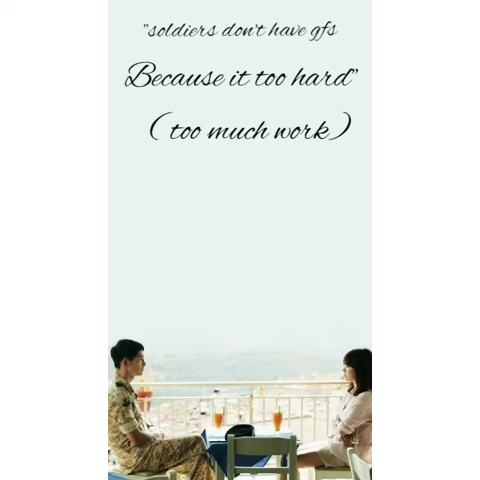 "soldiers don't have gfs
Because it too hard"
( too much work )